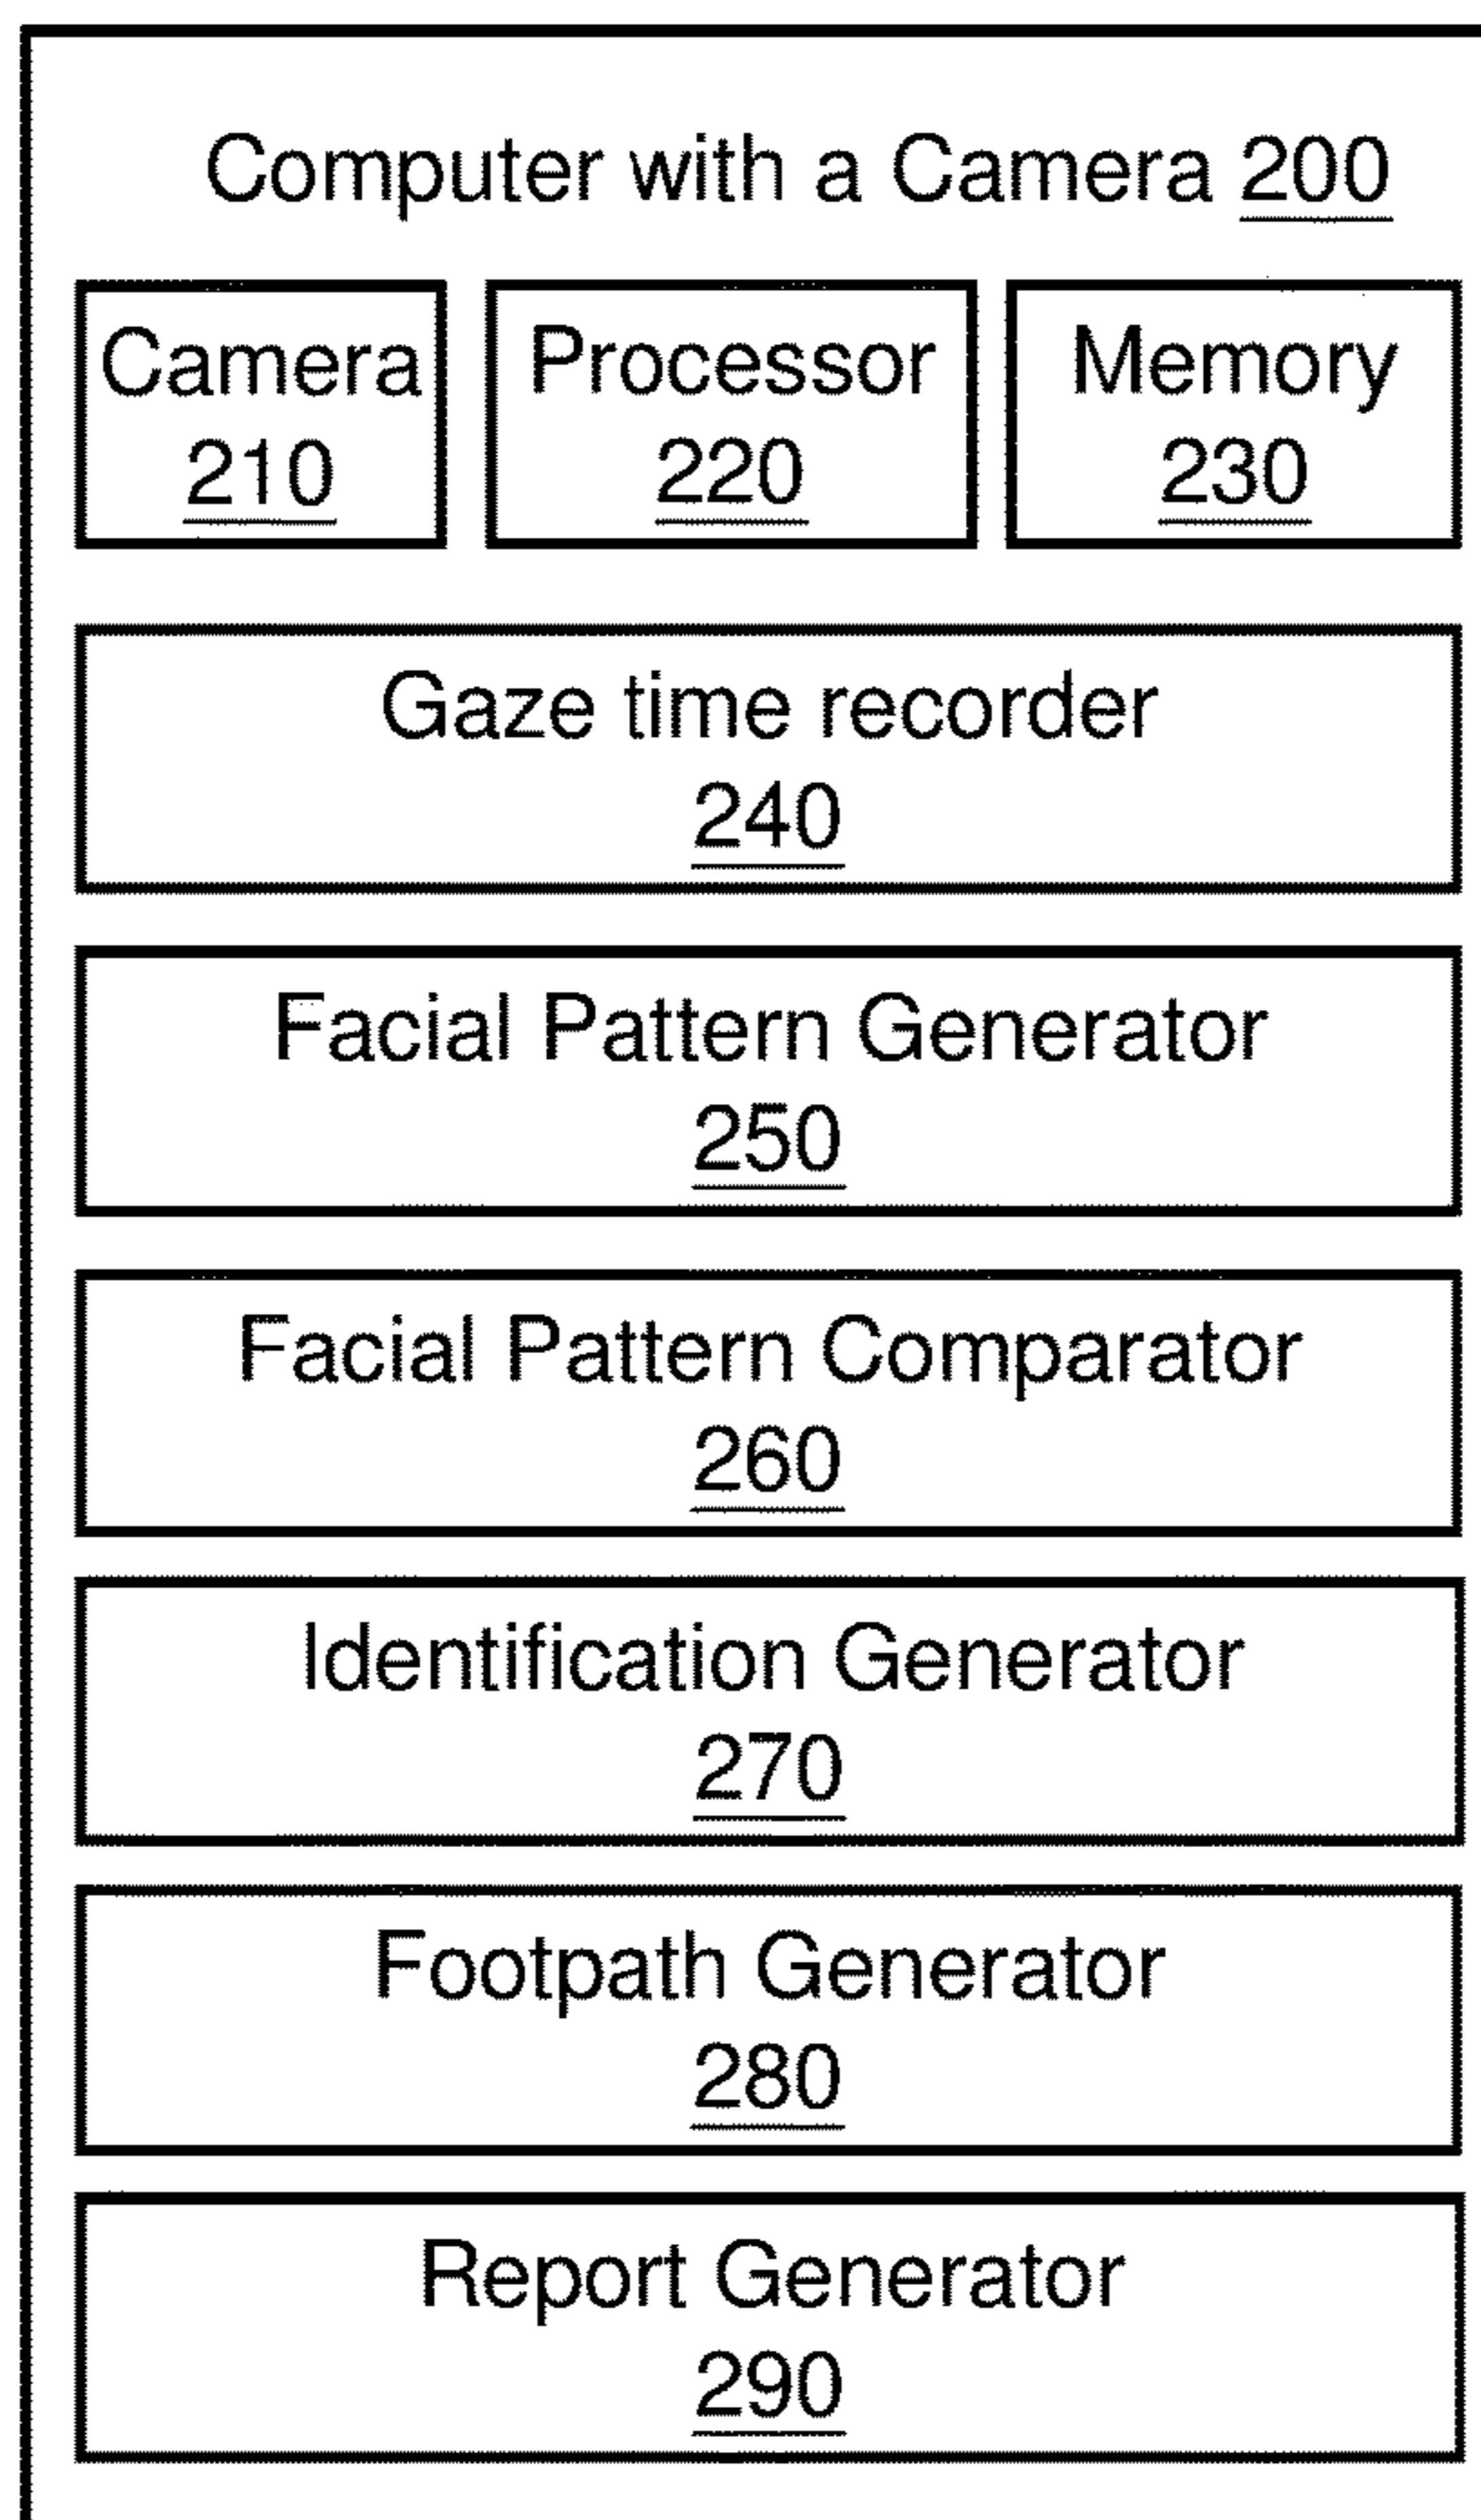 Computer with a Camera 200
Camera
210
Processor
220
Memory
230
Gaze time recorder
240
Facial Pattern Generator
250
Facial Pattern Comparator
260
Identification Generator
270
Footpath Generator
280
Report Generator
290